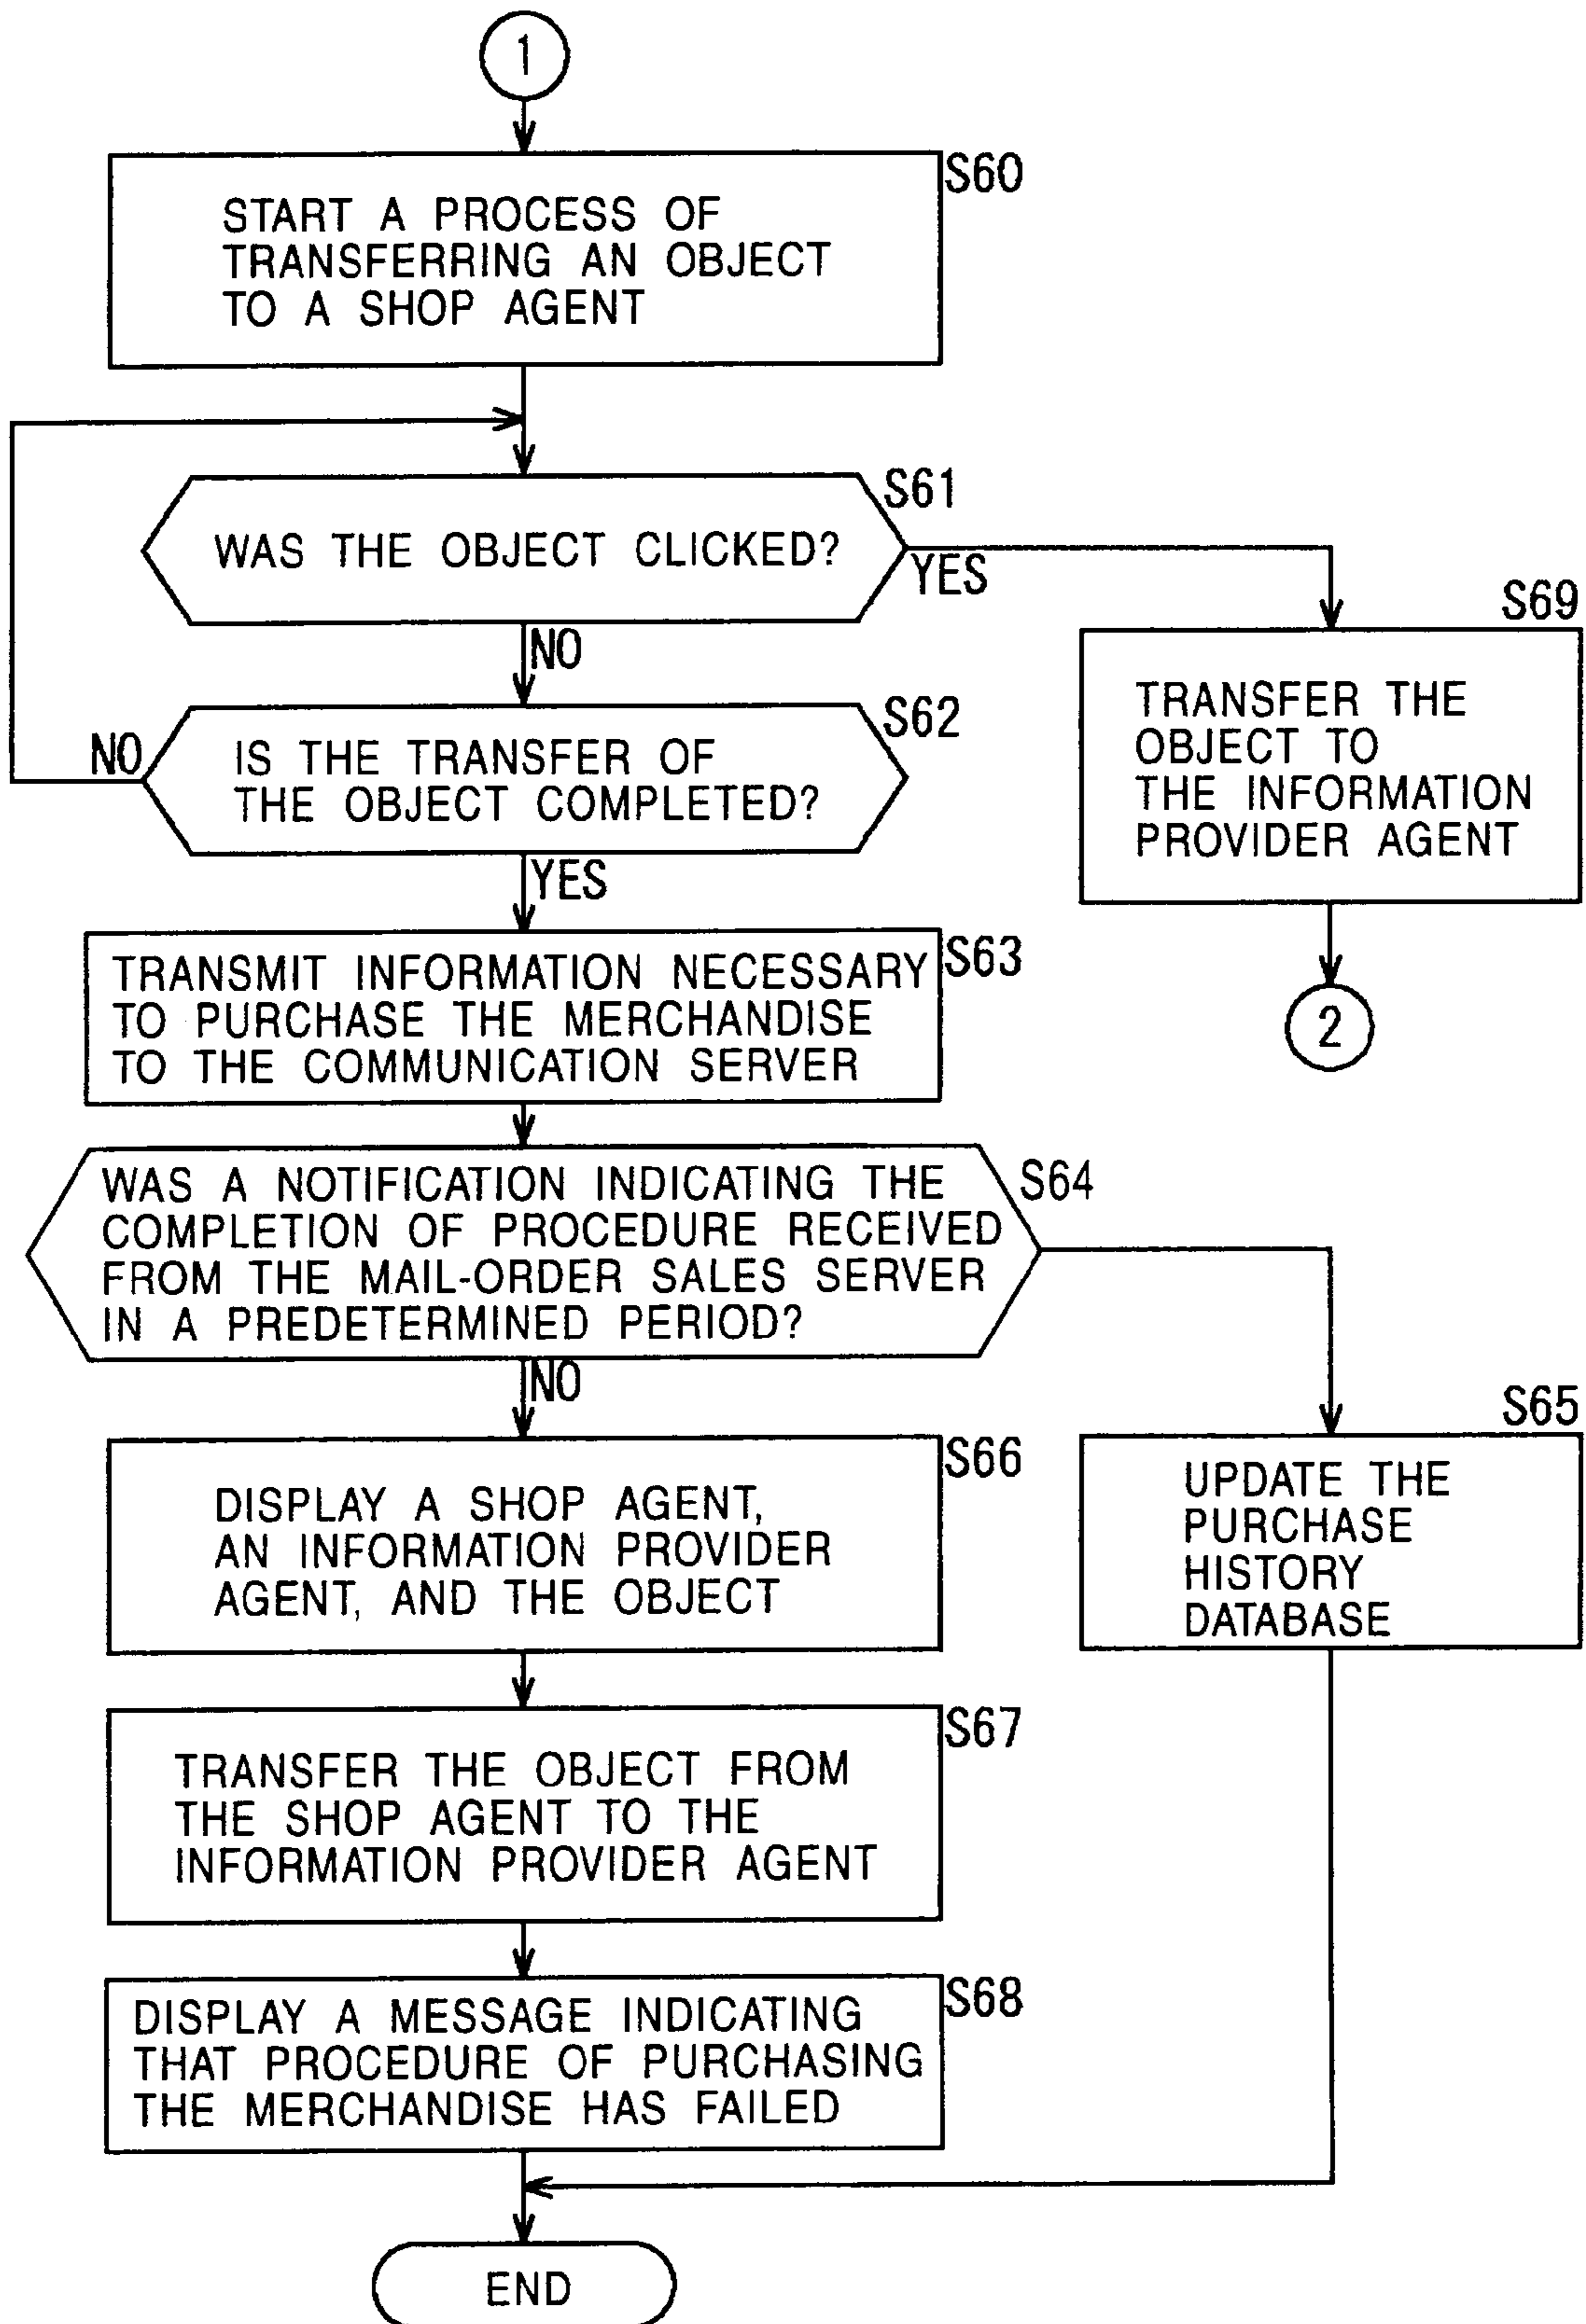 1
S60
START A PROCESS OF
TRANSFERRING AN OBJECT
TO A SHOP AGENT
S61
WAS THE OBJECT CLICKED?
YES
NO
S69
TRANSFER THE
OBJECT TO
THE INFORMATION
PROVIDER AGENT
2
S62
NO
IS THE TRANSFER OF
THE OBJECT COMPLETED?
YES
S63
TRANSMIT INFORMATION NECESSARY
TO PURCHASE THE MERCHANDISE
TO THE COMMUNICATION SERVER
S64
WAS A NOTIFICATION INDICATING THE
COMPLETION OF PROCEDURE RECEIVED
FROM THE MAIL-ORDER SALES SERVER
IN A PREDETERMINED PERIOD?
NO
S65
UPDATE THE
PURCHASE
HISTORY
DATABASE
S66
DISPLAY A SHOP AGENT,
AN INFORMATION PROVIDER
AGENT, AND THE OBJECT
S67
TRANSFER THE OBJECT FROM
THE SHOP AGENT TO THE
INFORMATION PROVIDER AGENT
S68
DISPLAY A MESSAGE INDICATING
THAT PROCEDURE OF PURCHASING
THE MERCHANDISE HAS FAILED
END